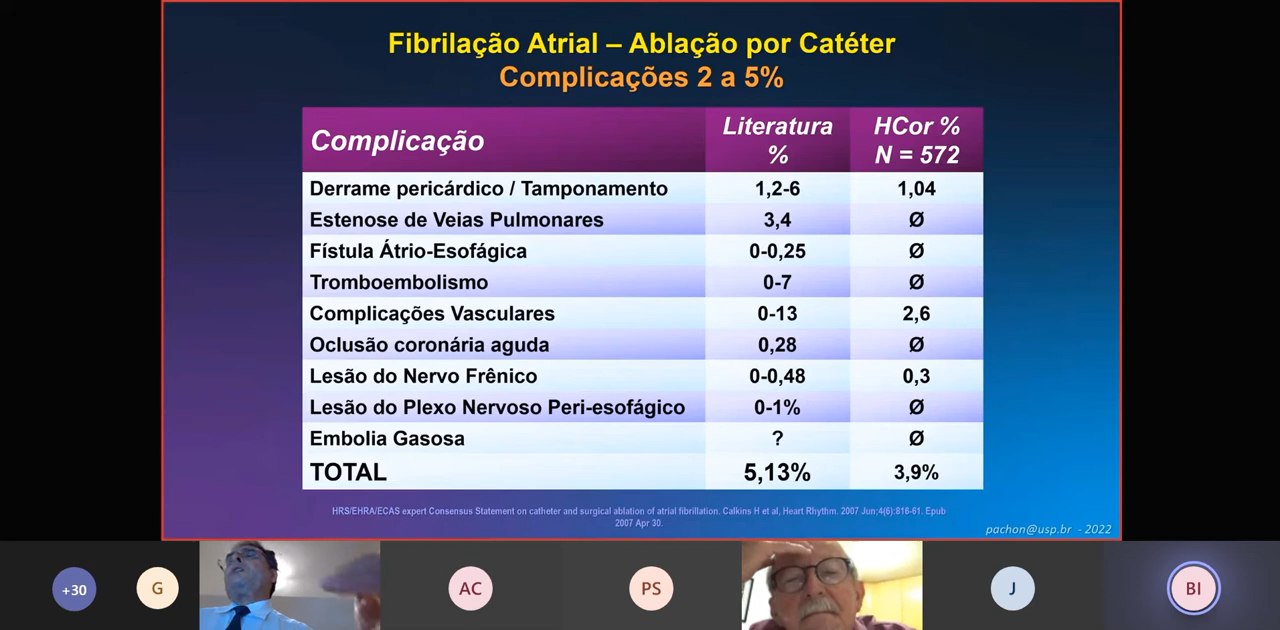 Fibrilação Atrial – Ablação por Catéter
Complicações 2 a 5%
Complicação Literatura % HCor % N = 572
Derrame pericárdico / Tamponamento 1,2-6 1,04
Estenose de Veias Pulmonares 3,4 Ø
Fístula Átrio-Esofágica 0-0,25 Ø
Tromboembolismo 0-7 Ø
Complicações Vasculares 0-13 2,6
Oclusão coronária aguda 0,28 Ø
Lesão do Nervo Frênico 0-0,48 0,3
Lesão do Plexo Nervoso Peri-esofágico 0-1% Ø
Embolia Gasosa ? Ø
TOTAL 5,13% 3,9%
HRS/EHRA/ECAS expert Consensus Statement on catheter and surgical ablation of atrial fibrillation. Calkins H et al, Heart Rhythm. 2007 Jun;4(6):816-61. Epub
2007 Apr 30.
pachon@usp.br - 2022
+30 G AC PS J BI